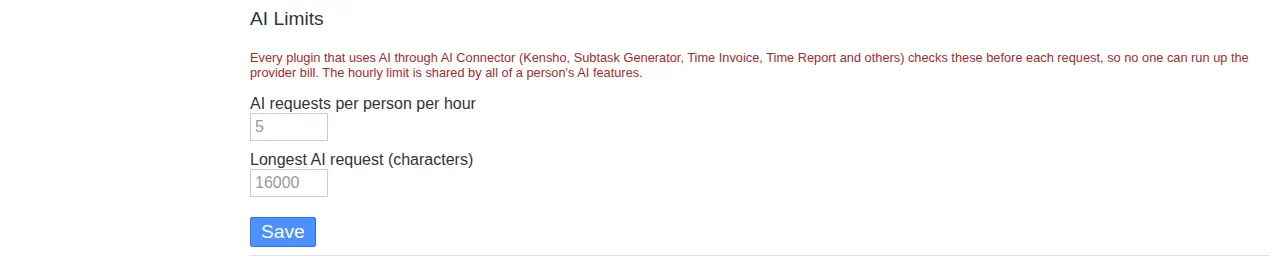 AI Limits
Every plugin that uses AI through AI Connector (Kensho, Subtask Generator, Time Invoice, Time Report and others) checks these before each request, so no one can run up the
provider bill. The hourly limit is shared by all of a person's AI features.
AI requests per person per hour
5
Longest AI request (characters)
16000
Save